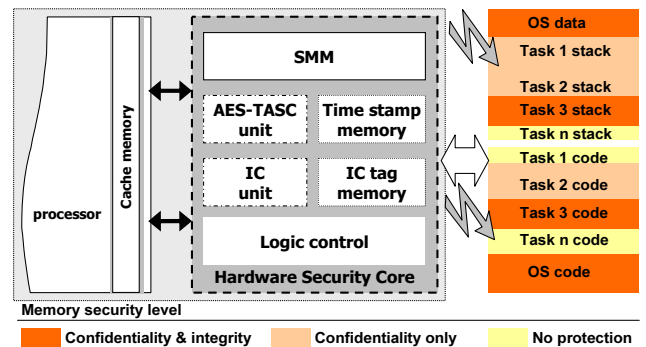 processor
Cache memory
SMM
AES-TASC
unit
Time stamp
memory
IC
unit
IC tag
memory
Logic control
Hardware Security Core
OS data
Task 1 stack
Task 2 stack
Task 3 stack
Task n stack
Task 1 code
Task 2 code
Task 3 code
Task n code
OS code
Memory security level
Confidentiality & integrity
Confidentiality only
No protection